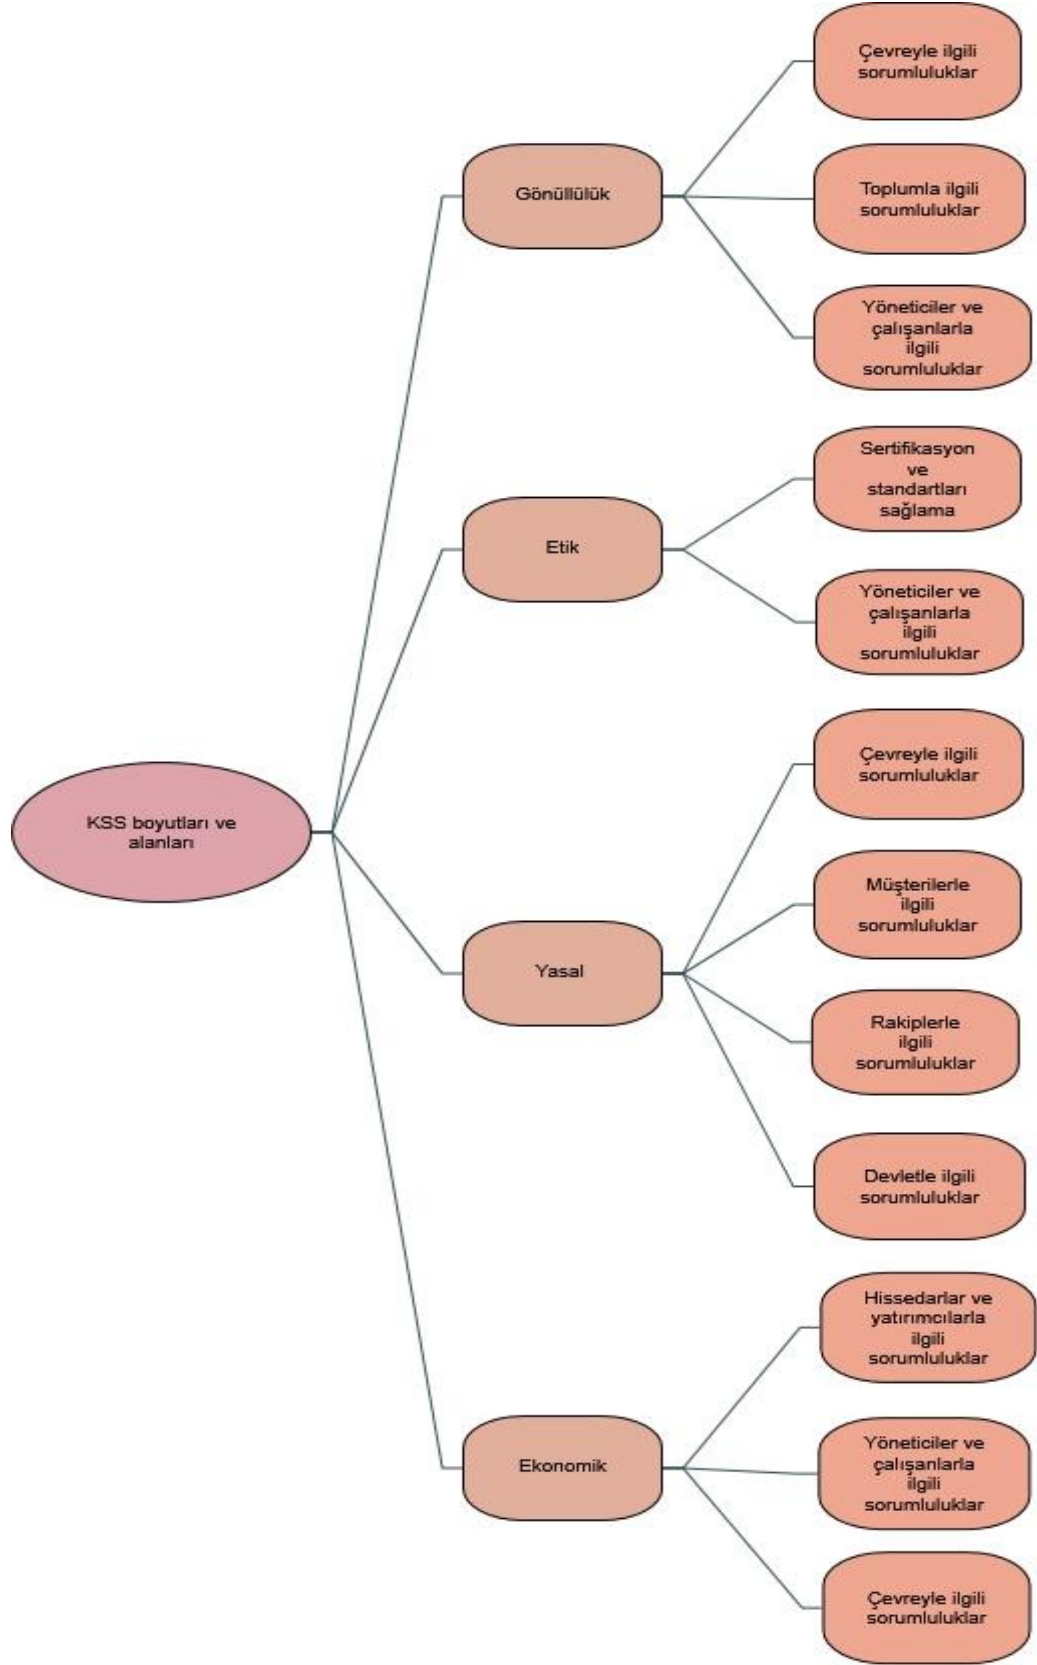 Çevreyle ilgili
sorumluluklar
Gönüllülük
Toplumla ilgili
sorumluluklar
Yöneticiler ve
çalışanlarla
ilgili
sorumluluklar
Sertifikasyon
ve
standartları
sağlama
Etik
Yöneticiler ve
çalışanlarla
ilgili
sorumluluklar
Çevreyle ilgili
sorumluluklar
KSS boyutları ve
alanları
Müşterilerle
ilgili
sorumluluklar
Yasal
Rakiplerle
ilgili
sorumluluklar
Devletle ilgili
sorumluluklar
Hissedarlar ve
yatırımcılarla
ilgili
sorumluluklar
Ekonomik
Yöneticiler ve
çalışanlarla
ilgili
sorumluluklar
Çevreyle ilgili
sorumluluklar